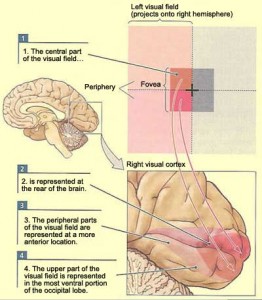 Left visual field
(projects onto right hemisphere)
1
1. The central part
of the visual field…
Fovea
Periphery
Right visual cortex
2
2. is represented at
the rear of the brain.
3
3. The peripheral parts
of the visual field are
represented at a more
anterior location.
4
4. The upper part of the
visual field is represented
in the most ventral portion
of the occipital lobe.